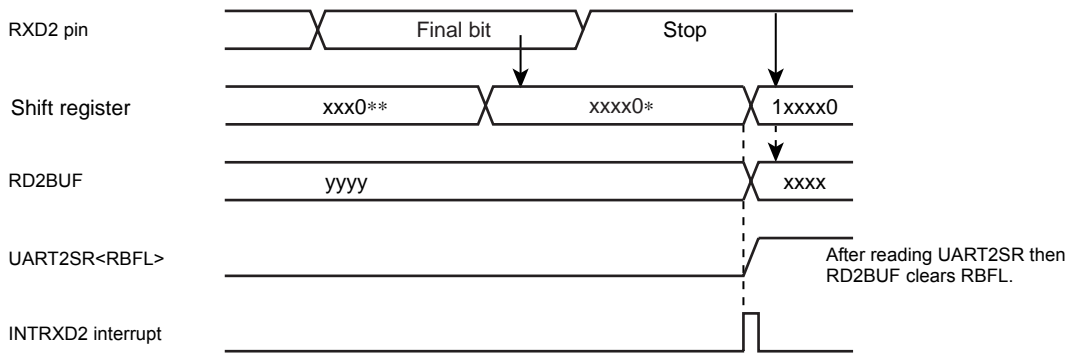 RXD2 pin
Final bit
Stop
Shift register
xxx0**
xxxx0*
1xxxx0
RD2BUF
yyyy
xxxx
UART2SR<RBFL>
After reading UART2SR then
RD2BUF clears RBFL.
INTRXD2 interrupt